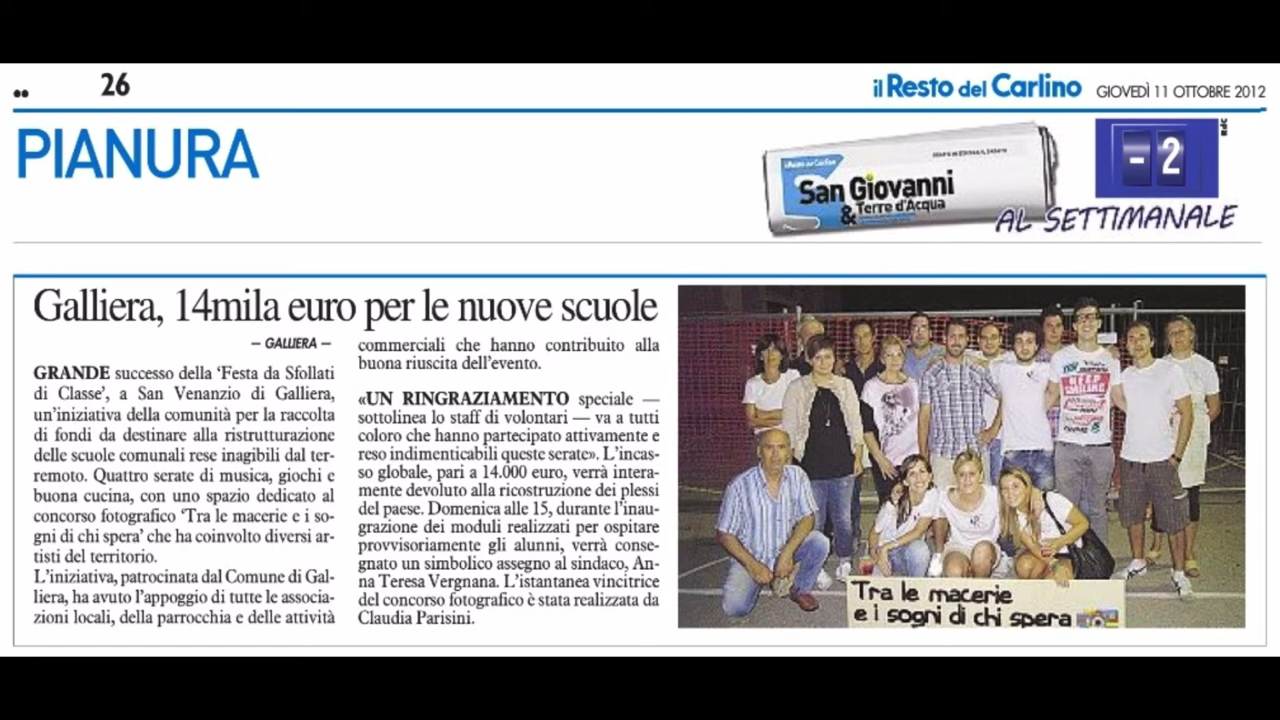 26
il Resto del Carlino GIOVEDÌ 11 OTTOBRE 2012
PIANURA
il Resto del Carlino
San Giovanni
& Terre d'Acqua
-2
AL SETTIMANALE
Galliera, 14mila euro per le nuove scuole
— GALLIERA —
GRANDE successo della ‘Festa da Sfollati
di Classe’, a San Venanzio di Galliera,
un’iniziativa della comunità per la raccolta
di fondi da destinare alla ristrutturazione
delle scuole comunali rese inagibili dal ter-
remoto. Quattro serate di musica, giochi e
buona cucina, con uno spazio dedicato al
concorso fotografico ‘Tra le macerie e i so-
gni di chi spera’ che ha coinvolto diversi ar-
tisti del territorio.
L’iniziativa, patrocinata dal Comune di Gal-
liera, ha avuto l’appoggio di tutte le associa-
zioni locali, della parrocchia e delle attività
commerciali che hanno contribuito alla
buona riuscita dell’evento.
«UN RINGRAZIAMENTO speciale —
sottolinea lo staff di volontari — va a tutti
coloro che hanno partecipato attivamente e
reso indimenticabili queste serate». L’incas-
so globale, pari a 14.000 euro, verrà intera-
mente devoluto alla ricostruzione dei plessi
del paese. Domenica alle 15, durante l’inau-
gurazione dei moduli realizzati per ospitare
provvisoriamente gli alunni, verrà conse-
gnato un simbolico assegno al sindaco, An-
na Teresa Vergnana. L’istantanea vincitrice
del concorso fotografico è stata realizzata da
Claudia Parisini.
KEEP
Tra le macerie
e i sogni di chi spera